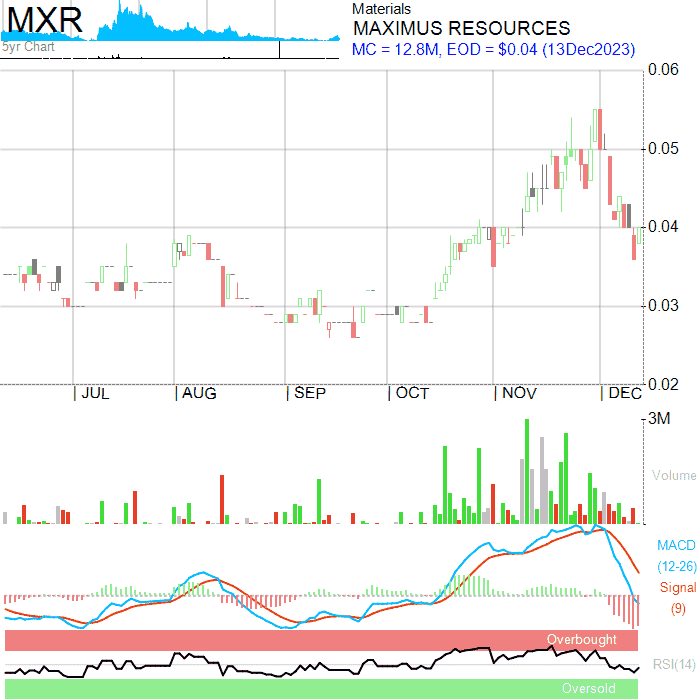 MXR
5yr Chart
Materials
MAXIMUS RESOURCES
MC = 12.8M, EOD = $0.04 (13Dec2023)
0.06
0.05
0.04
0.03
0.02
JUL AUG SEP OCT NOV DEC
3M
Volume
MACD
(12-26)
Signal
(9)
Overbought
RSI(14)
Oversold